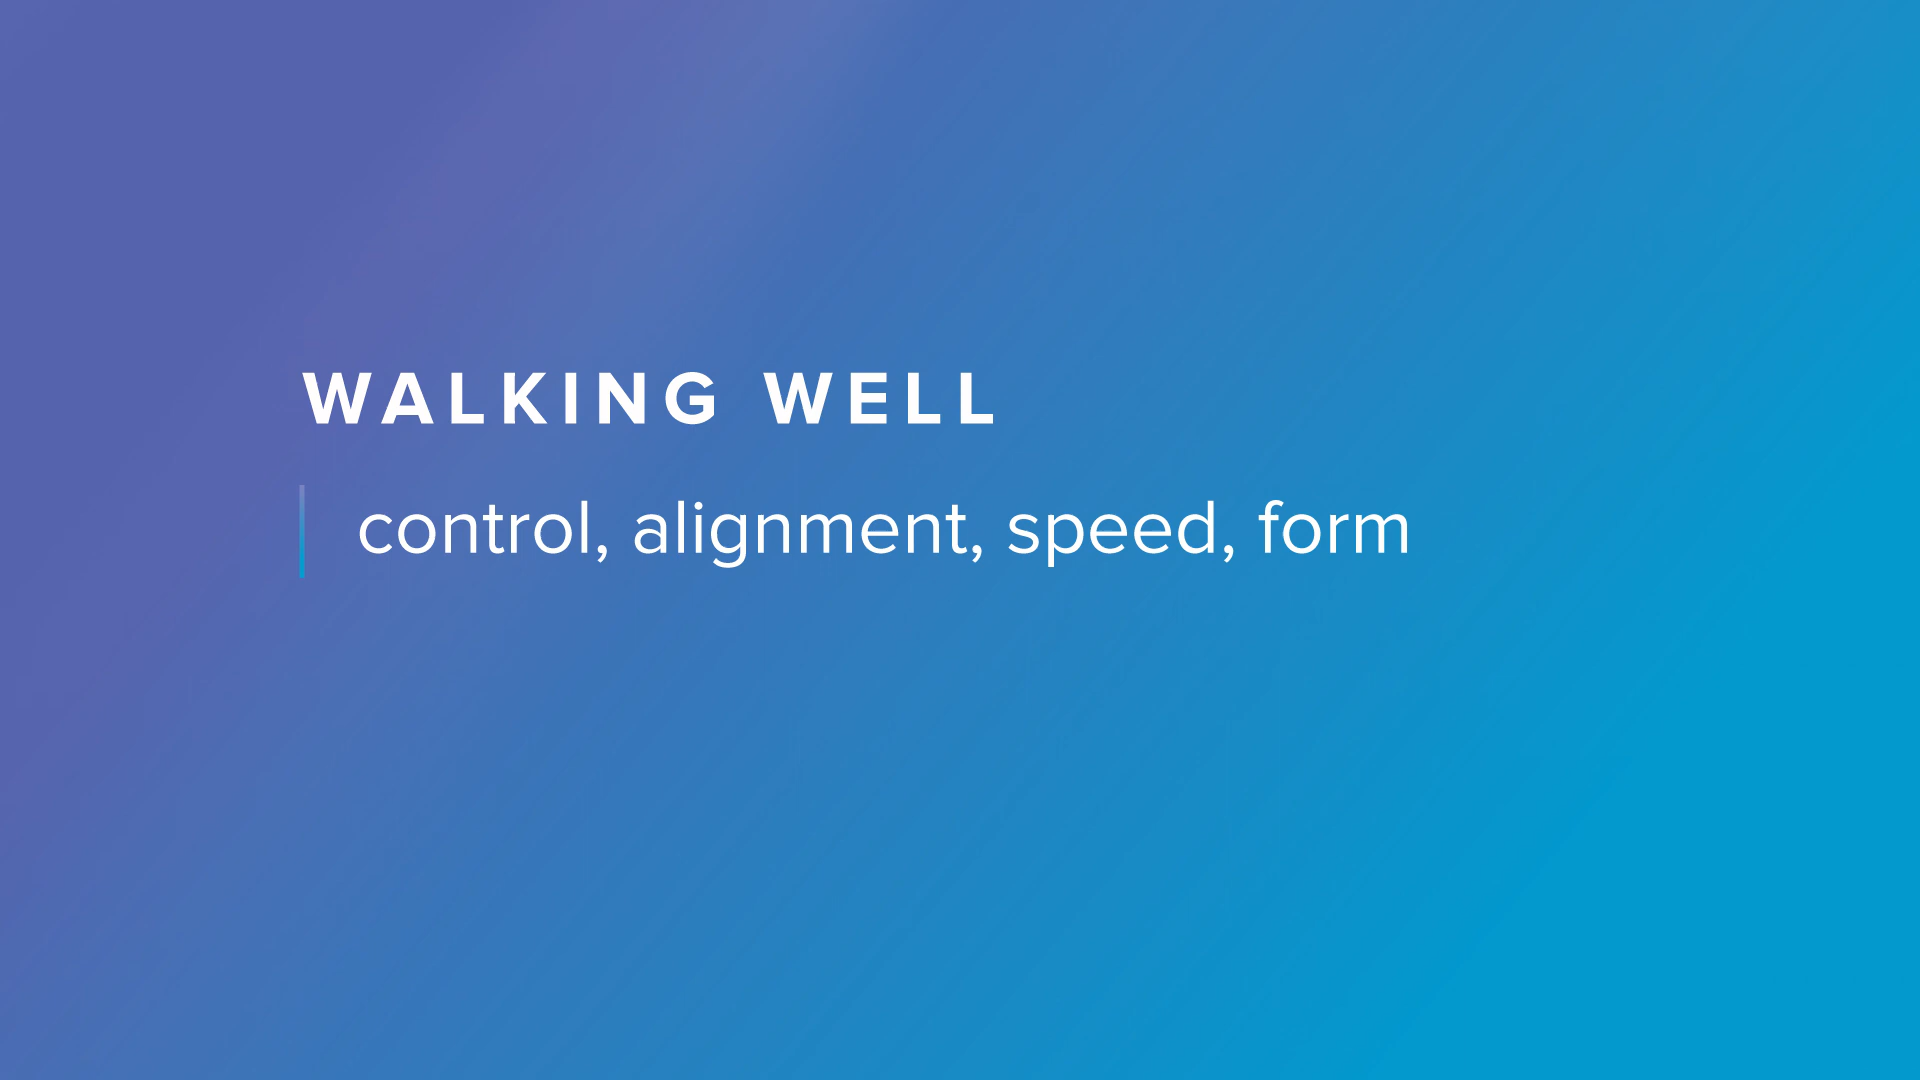 WALKING WELL
control, alignment, speed, form